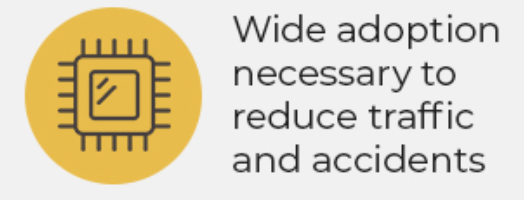 Wide adoption
necessary to
reduce traffic
and accidents